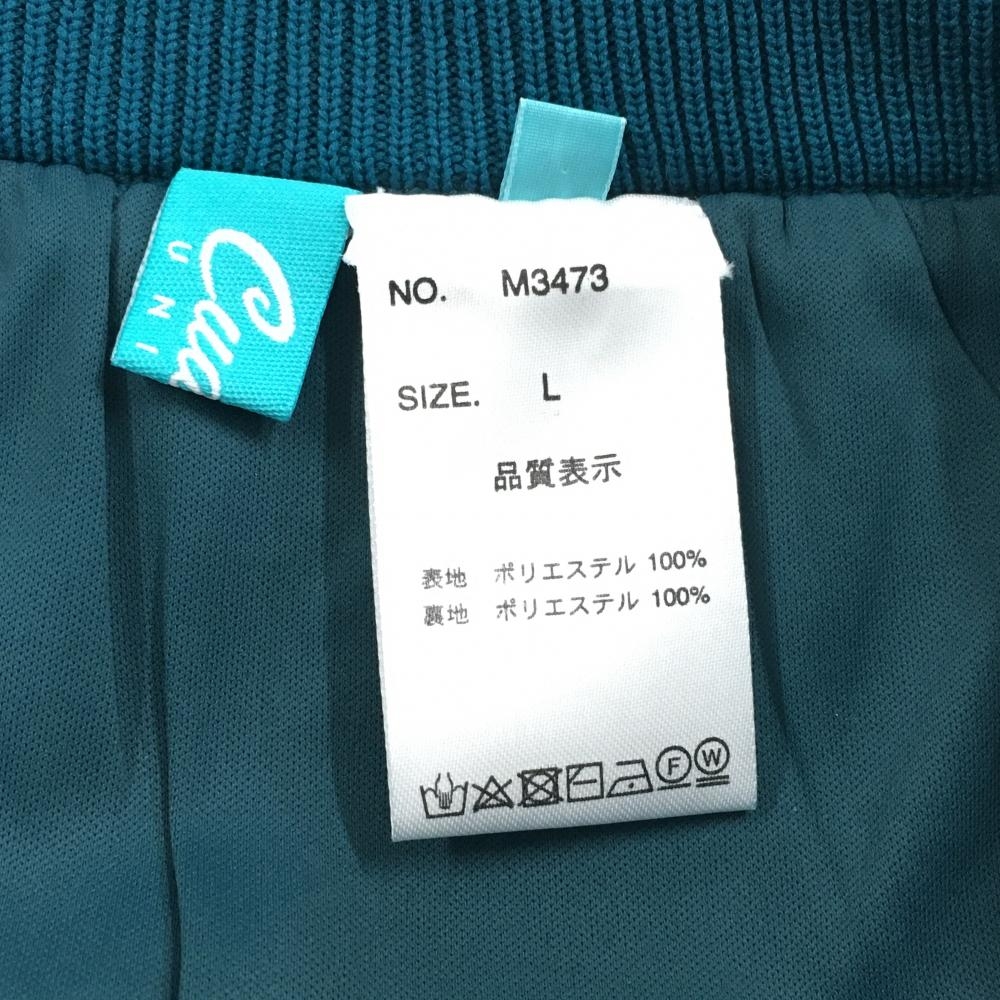 NO. M3473
SIZE. L
品質表示
表地 ポリエステル 100%
裏地 ポリエステル 100%
F W
UNI